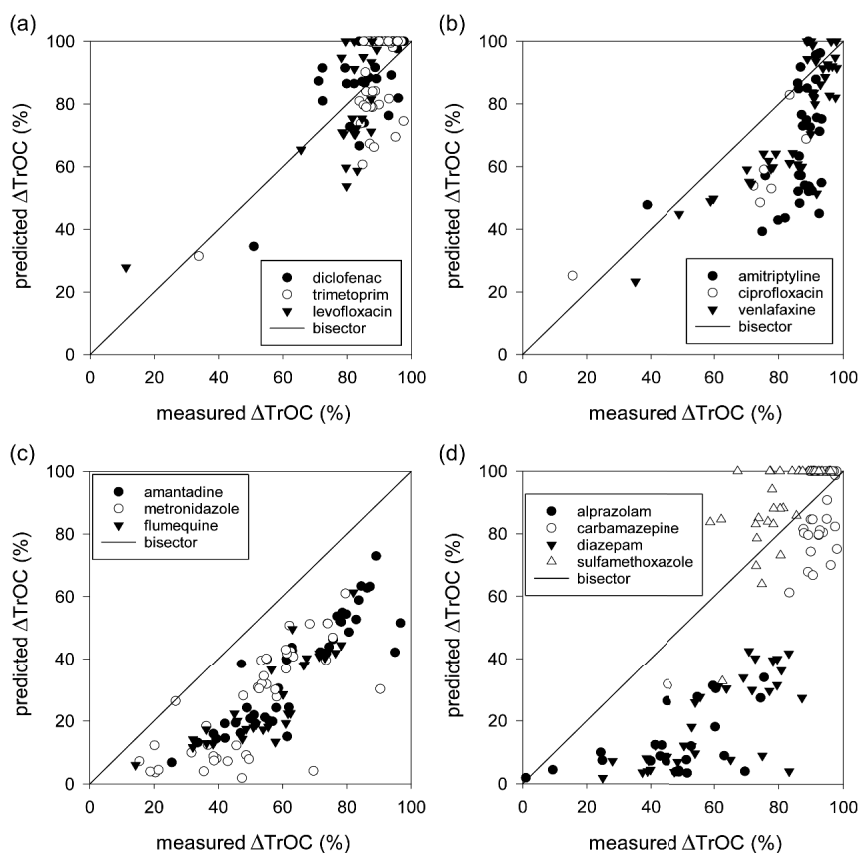 (a)
100
80
60
40
20
0
predicted ΔTrOC (%)
diclofenac
trimetoprim
levofloxacin
bisector
0 20 40 60 80 100
measured ΔTrOC (%)
(b)
100
80
60
40
20
0
predicted ΔTrOC (%)
amitriptyline
ciprofloxacin
venlafaxine
bisector
0 20 40 60 80 100
measured ΔTrOC (%)
(c)
100
80
60
40
20
0
predicted ΔTrOC (%)
amantadine
metronidazole
flumequine
bisector
0 20 40 60 80 100
measured ΔTrOC (%)
(d)
100
80
60
40
20
0
predicted ΔTrOC (%)
alprazolam
carbamazepine
diazepam
sulfamethoxazole
bisector
0 20 40 60 80 100
measured ΔTrOC (%)